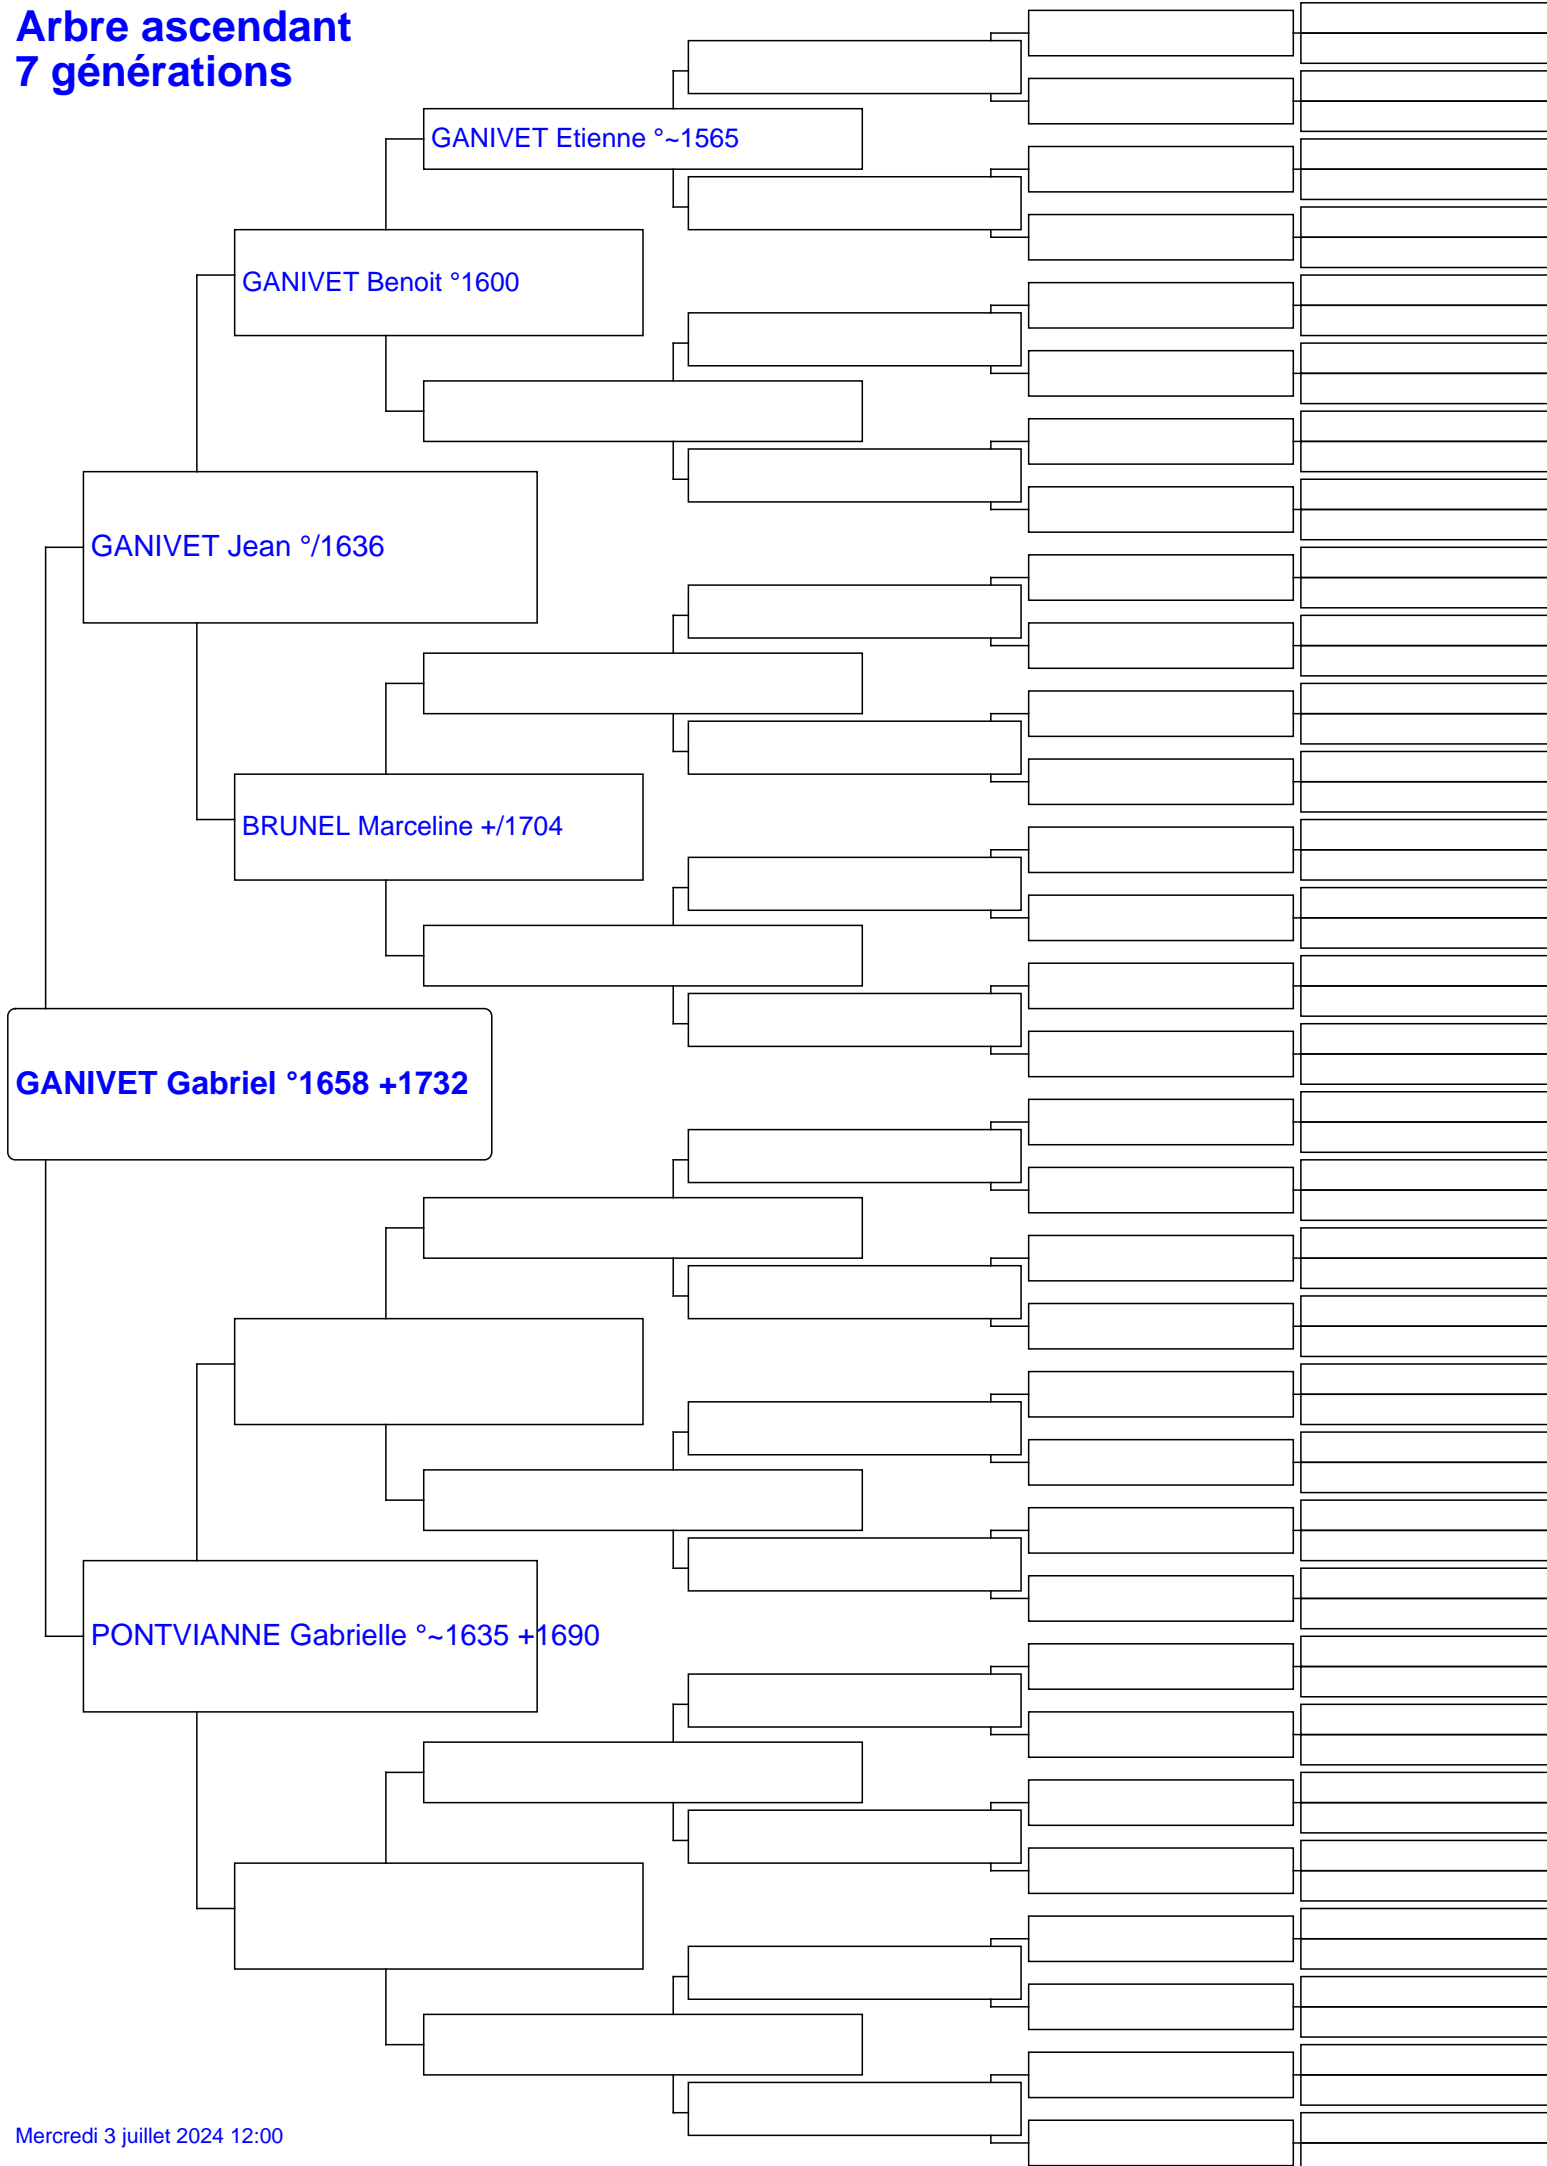 Arbre ascendant
7 générations
GANIVET Etienne °~1565
GANIVET Benoit °1600
GANIVET Jean °/1636
BRUNEL Marceline +/1704
GANIVET Gabriel °1658 +1732
PONTVIANNE Gabrielle °~1635 +1690
Mercredi 3 juillet 2024 12:00